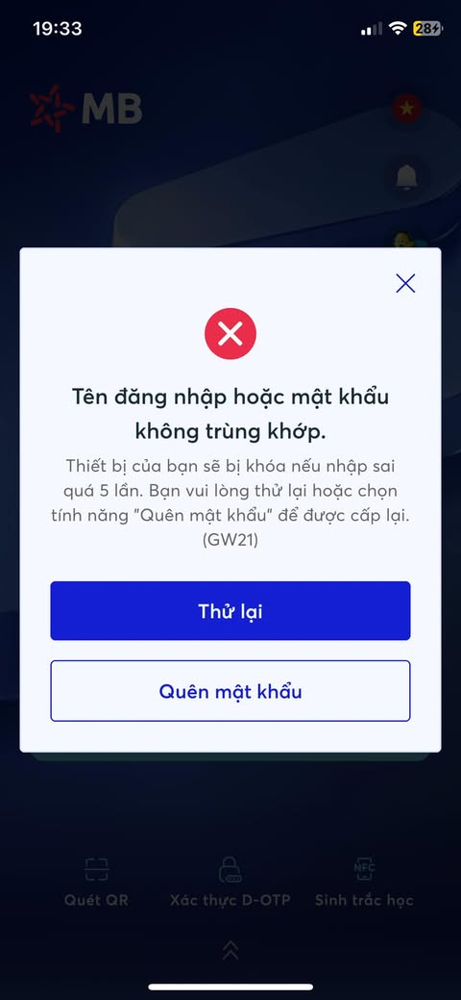 19:33
28
MB
Tên đăng nhập hoặc mật khẩu
không trùng khớp.
Thiết bị của bạn sẽ bị khóa nếu nhập sai
quá 5 lần. Bạn vui lòng thử lại hoặc chọn
tính năng "Quên mật khẩu" để được cấp lại.
(GW21)
Thử lại
Quên mật khẩu
NFC
Quét QR
Xác thực D-OTP
Sinh trắc học